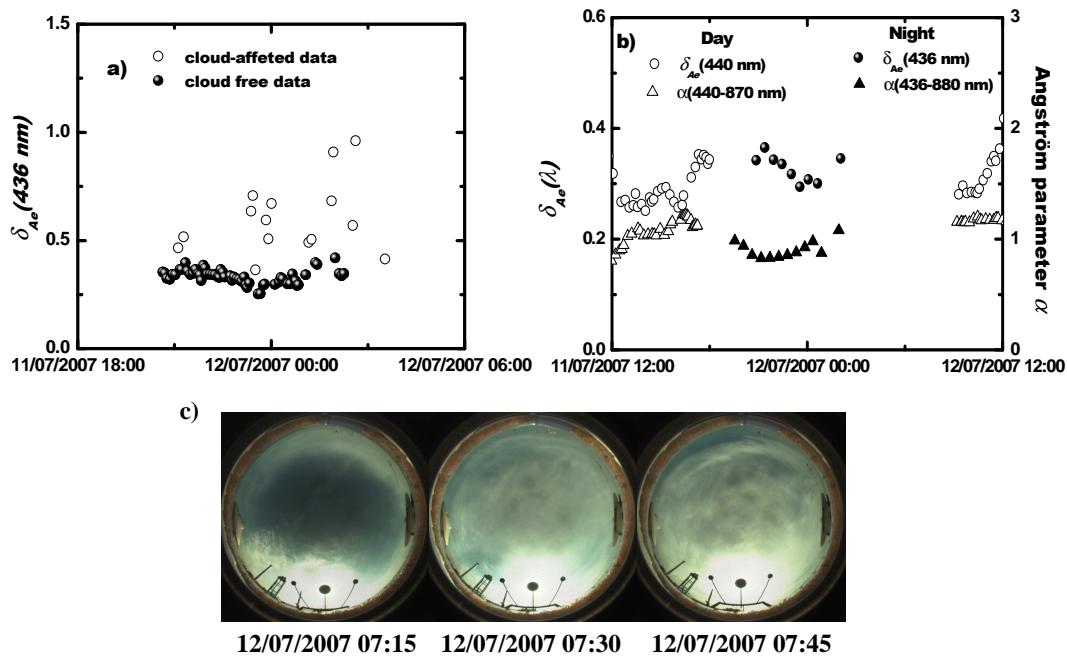 a)
cloud-affeted data
cloud free data
δAe(436 nm)
1.5
1.0
0.5
0.0
11/07/2007 18:00
12/07/2007 00:00
12/07/2007 06:00
b)
Day
Night
δAe(440 nm)
δAe(436 nm)
α(440-870 nm)
α(436-880 nm)
δAe(λ)
0.6
0.4
0.2
0.0
3
2
1
0
Angström parameter α
11/07/2007 12:00
12/07/2007 00:00
12/07/2007 12:00
c)
12/07/2007 07:15
12/07/2007 07:30
12/07/2007 07:45